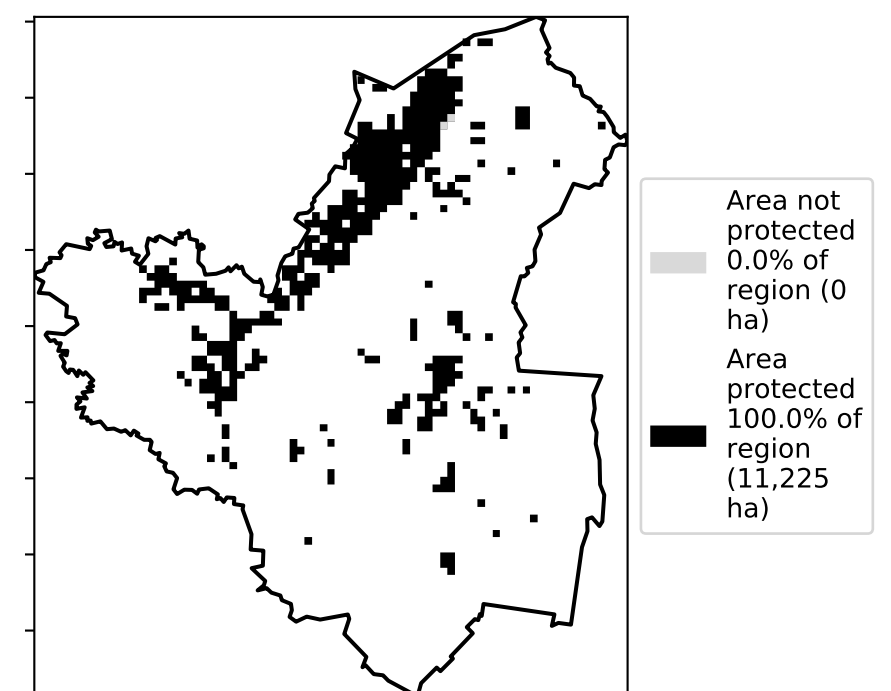 Area not
protected
0.0% of
region (0
ha)
Area
protected
100.0% of
region
(11,225
ha)